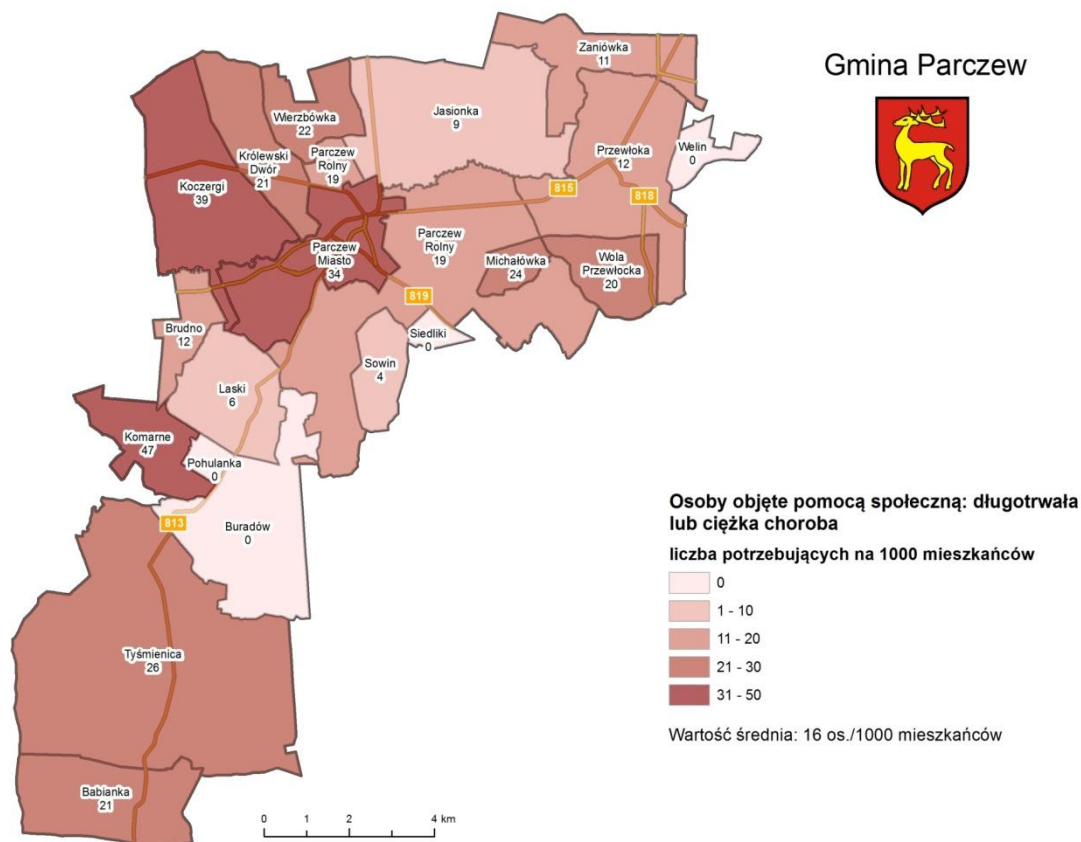 Gmina Parczew
Zaniówka
11
Jasionka
9
Wierzbówka
22
Welin
0
Przewłoka
12
Królewski
Dwór
21
Parczew
Rolny
19
Koczergi
39
815
818
Parczew
Miasto
34
Parczew
Rolny
19
Michałówka
24
Wola
Przewłocka
20
819
Siedliki
0
Brudno
12
Sowin
4
Laski
6
Komarne
47
Pohulanka
0
813
Buradów
0
Tyśmienica
26
Babianka
21
Osoby objęte pomocą społeczną: długotrwała
lub ciężka choroba
liczba potrzebujących na 1000 mieszkańców
0
1 - 10
11 - 20
21 - 30
31 - 50
Wartość średnia: 16 os./1000 mieszkańców
0 1 2 4 km